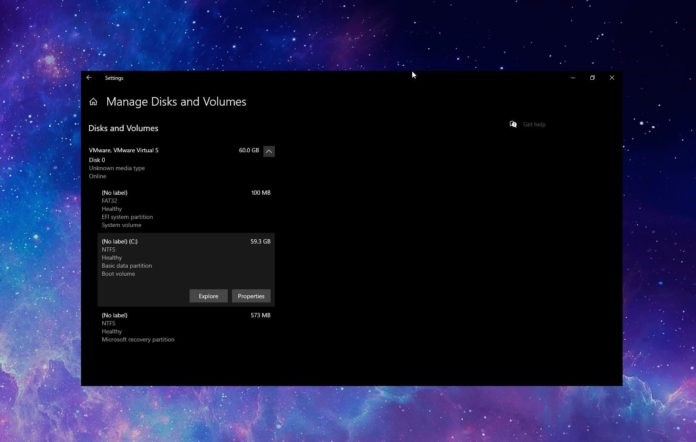 Settings
Manage Disks and Volumes
Disks and Volumes
Get help
VMware, VMware Virtual S 60.0 GB
Disk 0
Unknown media type
Online
(No label) 100 MB
FAT32
Healthy
EFI system partition
System volume
(No label) (C:) 59.3 GB
NTFS
Healthy
Basic data partition
Boot volume
Explore Properties
(No label) 573 MB
NTFS
Healthy
Microsoft recovery partition